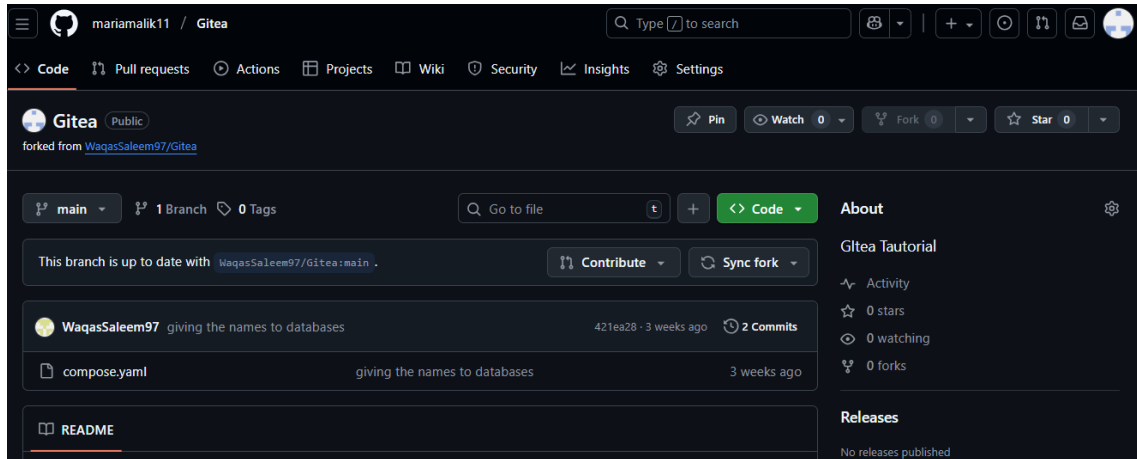 mariamalik11 / Gitea
Type / to search
<> Code Pull requests Actions Projects Wiki Security Insights Settings
Gitea Public
Pin Watch 0 Fork 0 Star 0
forked from WaqasSaleem97/Gitea
main 1 Branch 0 Tags Go to file t <> Code
About
GItea Tautorial
This branch is up to date with WaqasSaleem97/Gitea:main .
Contribute Sync fork
Activity
0 stars
0 watching
0 forks
WaqasSaleem97 giving the names to databases 421ea28 · 3 weeks ago 2 Commits
compose.yaml giving the names to databases 3 weeks ago
README
Releases
No releases published